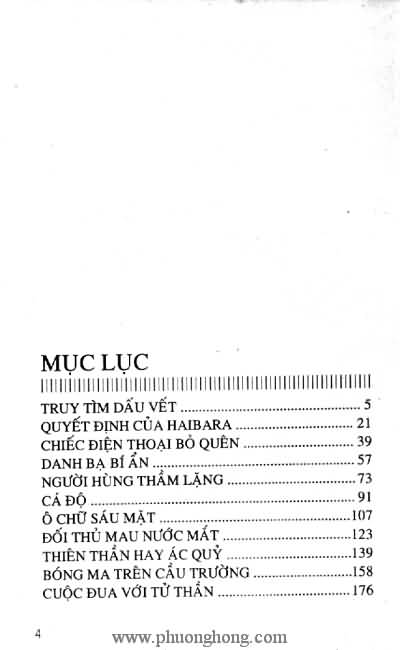 MỤC LỤC
TRUY TÌM DẤU VẾT ................................................. 5
QUYẾT ĐỊNH CỦA HAIBARA ................................ 21
CHIẾC ĐIỆN THOẠI BỎ QUÊN .............................. 39
DANH BẠ BÍ ẨN ...................................................... 57
NGƯỜI HÙNG THẦM LẶNG ................................... 73
CÁ ĐỘ ...................................................................... 91
Ô CHỮ SÁU MẶT .....................................................107
ĐỐI THỦ MAU NƯỚC MẮT ....................................123
THIÊN THẦN HAY ÁC QUỶ ..................................139
BÓNG MA TRÊN CẦU TRƯỜNG ...........................158
CUỘC ĐUA VỚI TỬ THẦN .....................................176
4
www.phuonghong.com